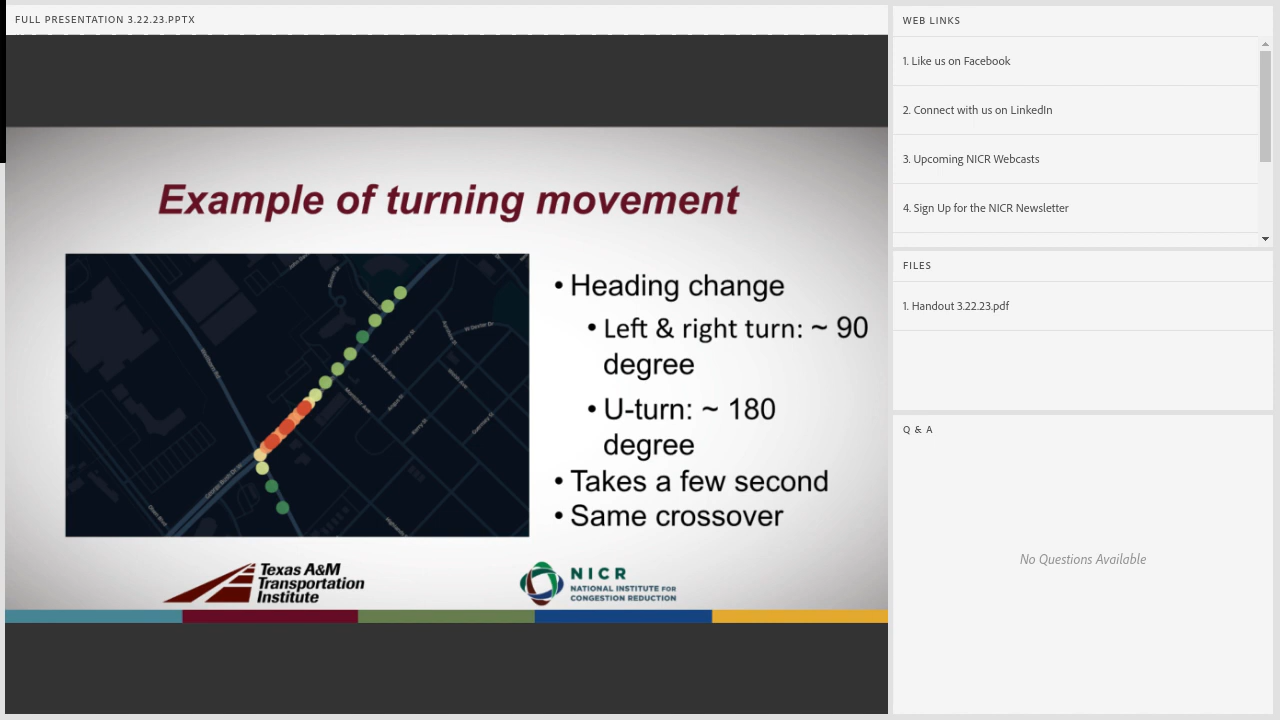 FULL PRESENTATION 3.22.23.PPTX
Example of turning movement
• Heading change
• Left & right turn: ~ 90
degree
• U-turn: ~ 180
degree
• Takes a few second
• Same crossover
Texas A&M
Transportation
Institute
NICR
NATIONAL INSTITUTE FOR
CONGESTION REDUCTION
WEB LINKS
1. Like us on Facebook
2. Connect with us on LinkedIn
3. Upcoming NICR Webcasts
4. Sign Up for the NICR Newsletter
FILES
1. Handout 3.22.23.pdf
Q & A
No Questions Available